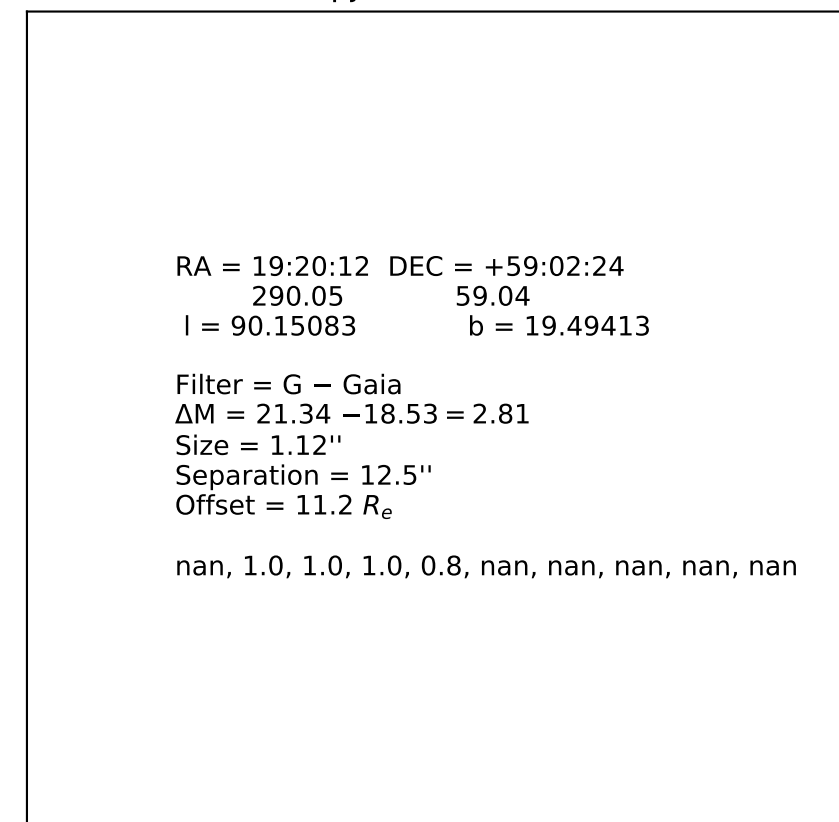 RA = 19:20:12  DEC = +59:02:24
290.05 59.04
l = 90.15083 b = 19.49413
Filter = G − Gaia
ΔM = 21.34 −18.53 = 2.81
Size = 1.12''
Separation = 12.5''
Offset = 11.2 Rₑ
nan, 1.0, 1.0, 1.0, 0.8, nan, nan, nan, nan, nan